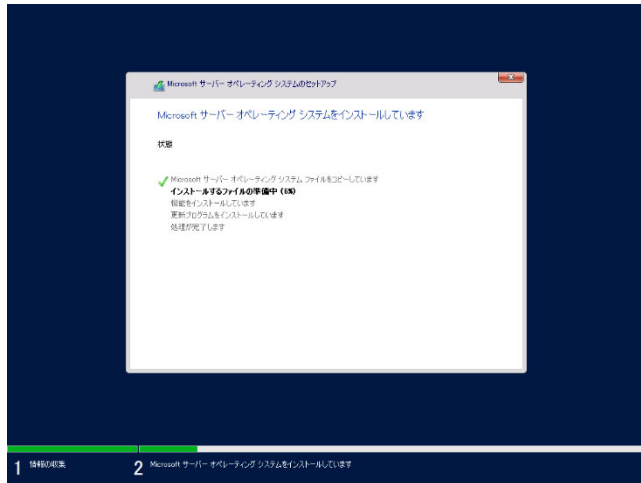 Microsoft サーバー オペレーティング システムのセットアップ
Microsoft サーバー オペレーティング システムをインストールしています
状態
Microsoft サーバー オペレーティング システム ファイルをコピーしています
インストールするファイルの準備中 (6%)
機能をインストールしています
更新プログラムをインストールしています
処理が完了します
1 情報の収集
2 Microsoft サーバー オペレーティング システムをインストールしています